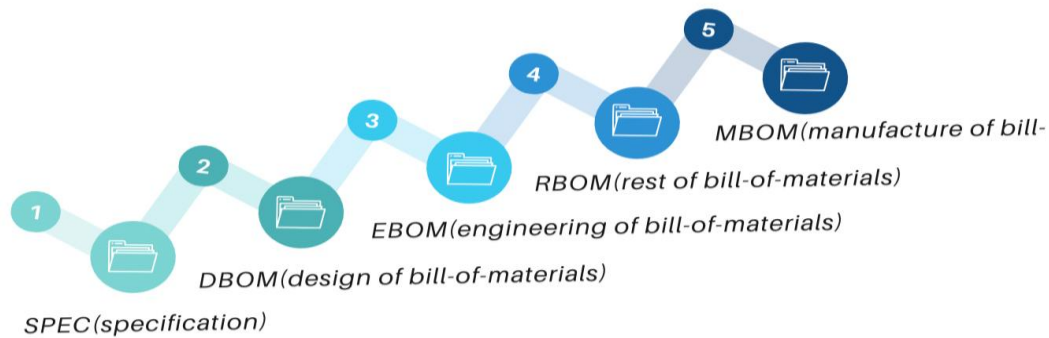 1
SPEC(specification)
2
DBOM(design of bill-of-materials)
3
EBOM(engineering of bill-of-materials)
4
RBOM(rest of bill-of-materials)
5
MBOM(manufacture of bill-